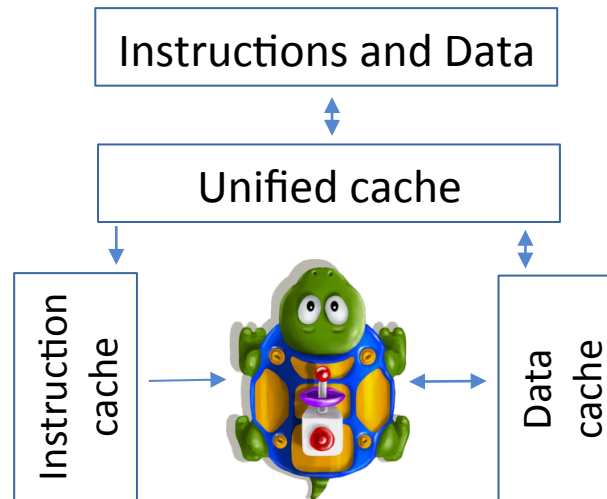 Instructions and Data
Unified cache
Instruction
cache
Data
cache